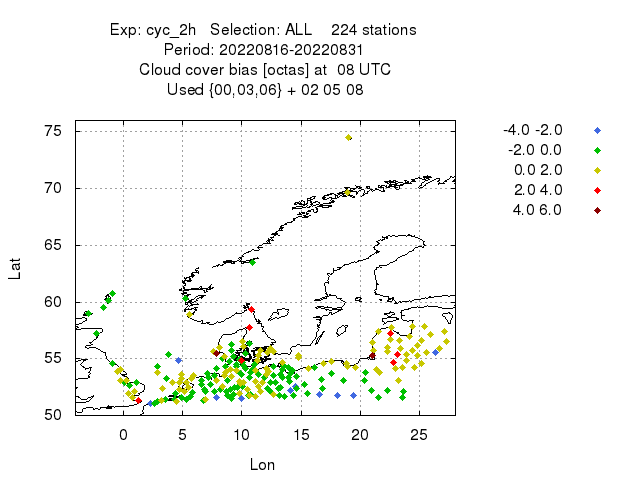 Exp: cyc_2h Selection: ALL 224 stations
Period: 20220816-20220831
Cloud cover bias [octas] at 08 UTC
Used {00,03,06} + 02 05 08
-4.0 -2.0
-2.0 0.0
0.0 2.0
2.0 4.0
4.0 6.0
Lat
75
70
65
60
55
50
0 5 10 15 20 25
Lon